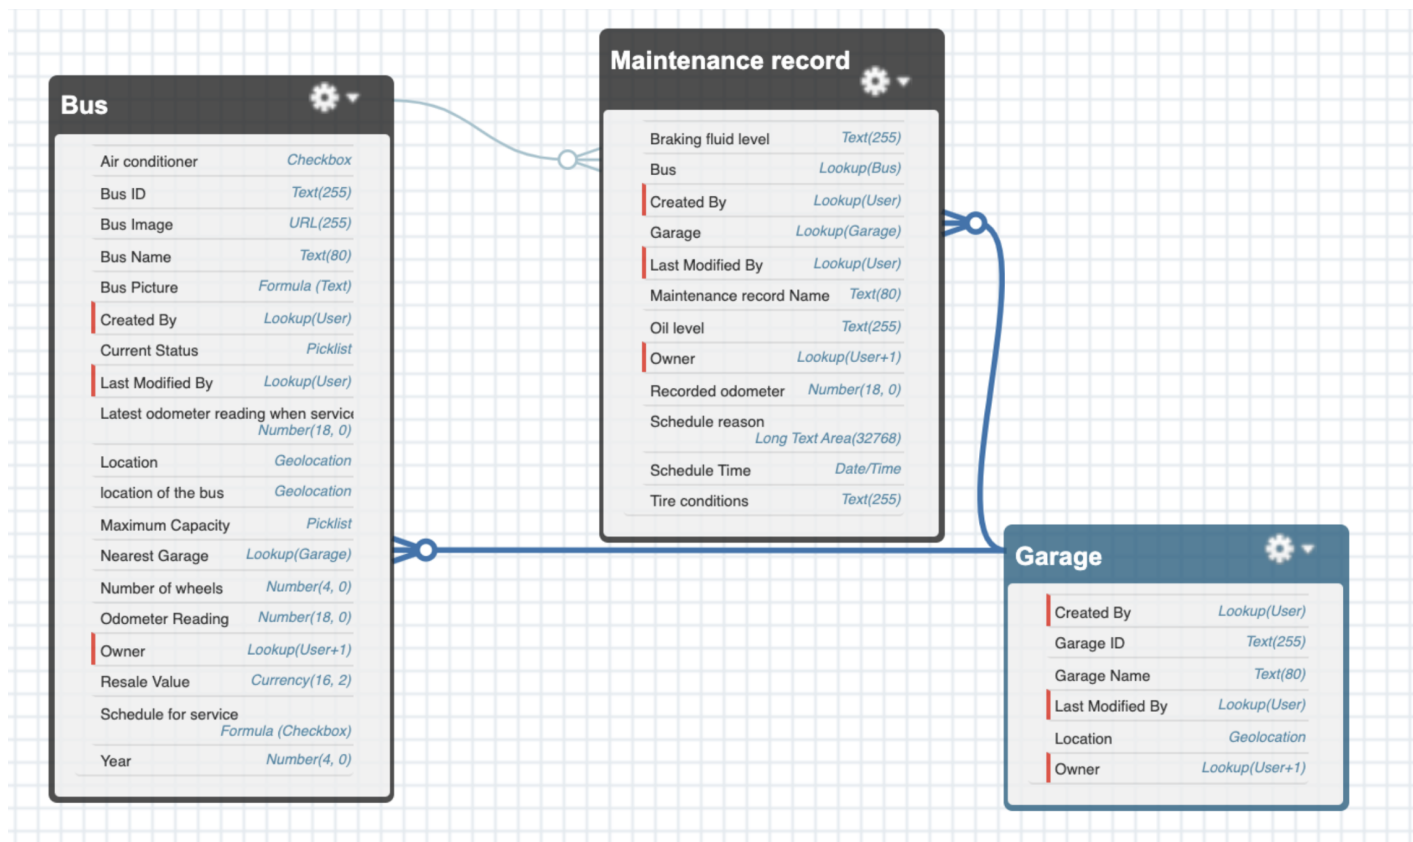 Bus
Air conditioner Checkbox
Bus ID Text(255)
Bus Image URL(255)
Bus Name Text(80)
Bus Picture Formula (Text)
Created By Lookup(User)
Current Status Picklist
Last Modified By Lookup(User)
Latest odometer reading when service
Number(18, 0)
Location Geolocation
location of the bus Geolocation
Maximum Capacity Picklist
Nearest Garage Lookup(Garage)
Number of wheels Number(4, 0)
Odometer Reading Number(18, 0)
Owner Lookup(User+1)
Resale Value Currency(16, 2)
Schedule for service
Formula (Checkbox)
Year Number(4, 0)
Maintenance record
Braking fluid level Text(255)
Bus Lookup(Bus)
Created By Lookup(User)
Garage Lookup(Garage)
Last Modified By Lookup(User)
Maintenance record Name Text(80)
Oil level Text(255)
Owner Lookup(User+1)
Recorded odometer Number(18, 0)
Schedule reason
Long Text Area(32768)
Schedule Time Date/Time
Tire conditions Text(255)
Garage
Created By Lookup(User)
Garage ID Text(255)
Garage Name Text(80)
Last Modified By Lookup(User)
Location Geolocation
Owner Lookup(User+1)